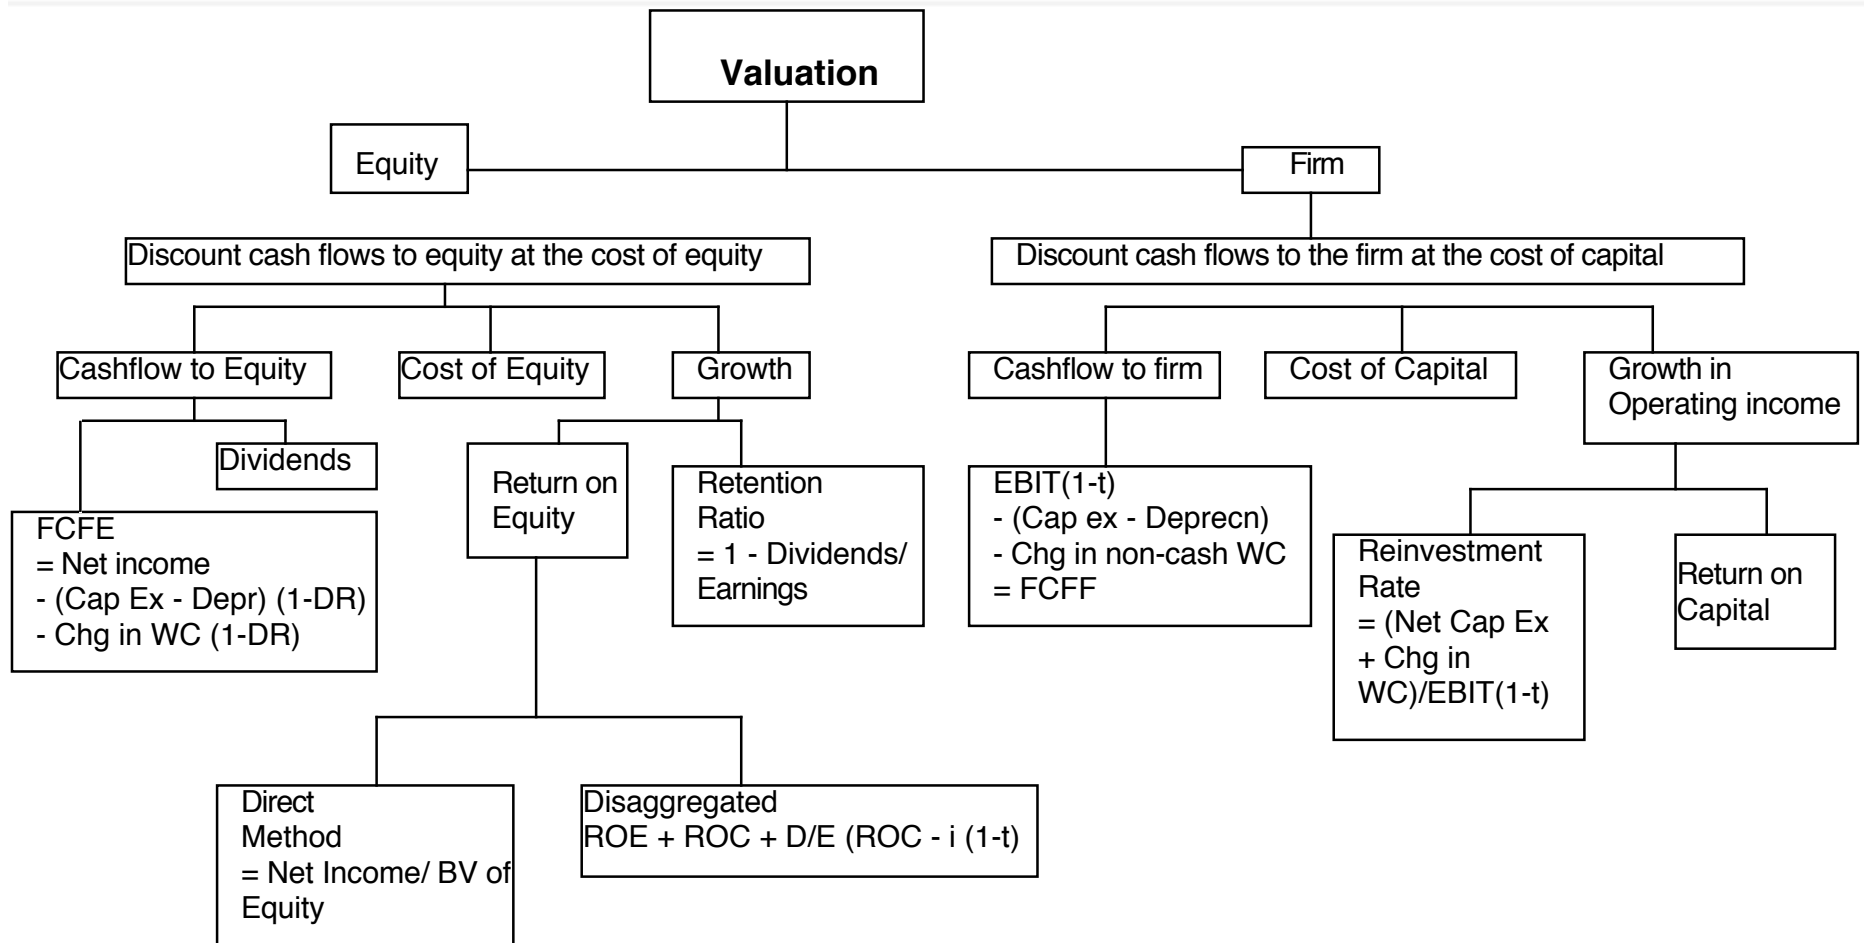 Valuation
Equity
Firm
Discount cash flows to equity at the cost of equity
Discount cash flows to the firm at the cost of capital
Cashflow to Equity
Cost of Equity
Growth
Cashflow to firm
Cost of Capital
Growth in
Operating income
Dividends
Return on
Equity
Retention
Ratio
= 1 - Dividends/
Earnings
EBIT(1-t)
- (Cap ex - Deprecn)
- Chg in non-cash WC
= FCFF
FCFE
= Net income
- (Cap Ex - Depr) (1-DR)
- Chg in WC (1-DR)
Reinvestment
Rate
= (Net Cap Ex
+ Chg in
WC)/EBIT(1-t)
Return on
Capital
Direct
Method
= Net Income/ BV of
Equity
Disaggregated
ROE + ROC + D/E (ROC - i (1-t)